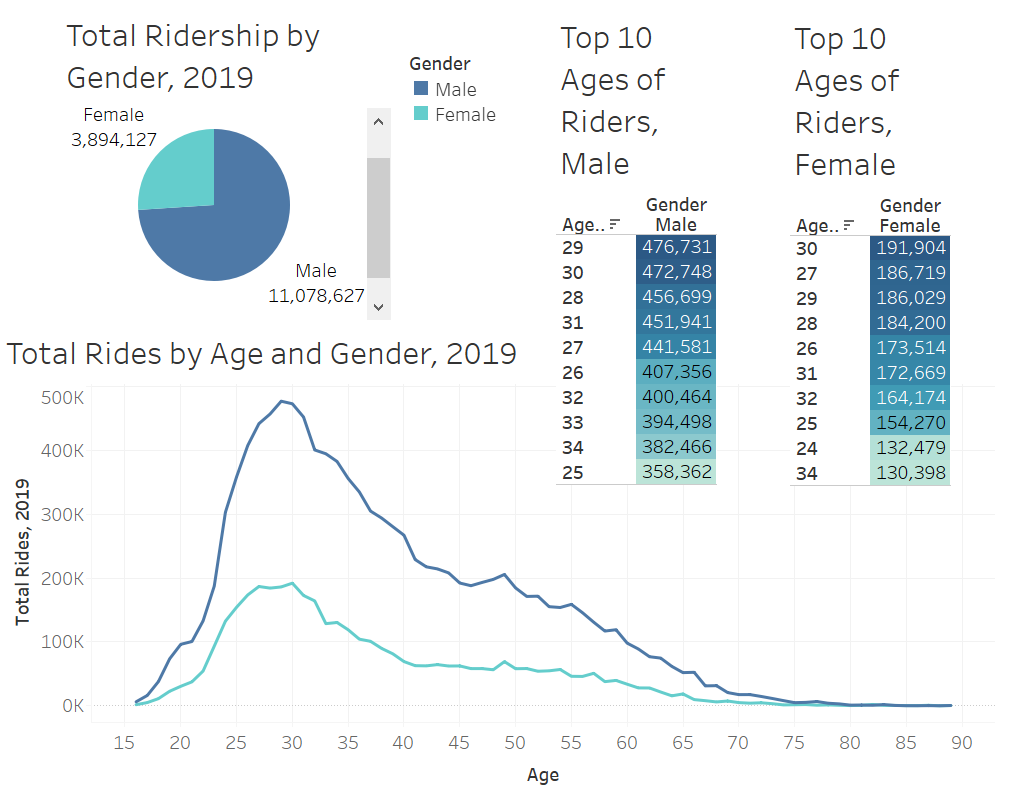 Total Ridership by
Gender, 2019
Female
3,894,127
Male
11,078,627
Gender
Male
Female
Top 10
Ages of
Riders,
Male
Age..
Gender
Male
29 476,731
30 472,748
28 456,699
31 451,941
27 441,581
26 407,356
32 400,464
33 394,498
34 382,466
25 358,362
Top 10
Ages of
Riders,
Female
Age..
Gender
Female
30 191,904
27 186,719
29 186,029
28 184,200
26 173,514
31 172,669
32 164,174
25 154,270
24 132,479
34 130,398
Total Rides by Age and Gender, 2019
Total Rides, 2019
500K
400K
300K
200K
100K
0K
15 20 25 30 35 40 45 50 55 60 65 70 75 80 85 90
Age